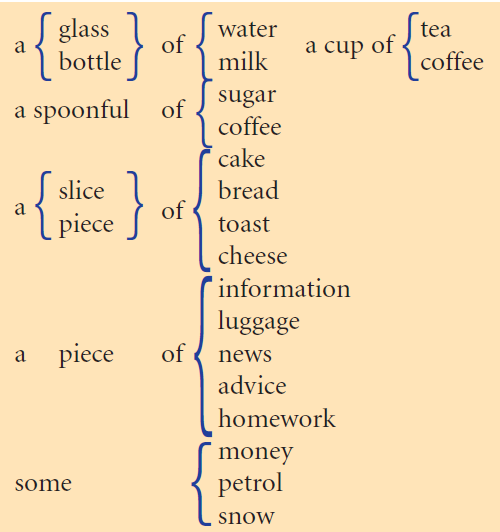 a glass bottle of water milk a cup of tea coffee
a spoonful of sugar coffee
a slice piece of cake bread toast cheese
a piece of information luggage news advice homework
some money petrol snow